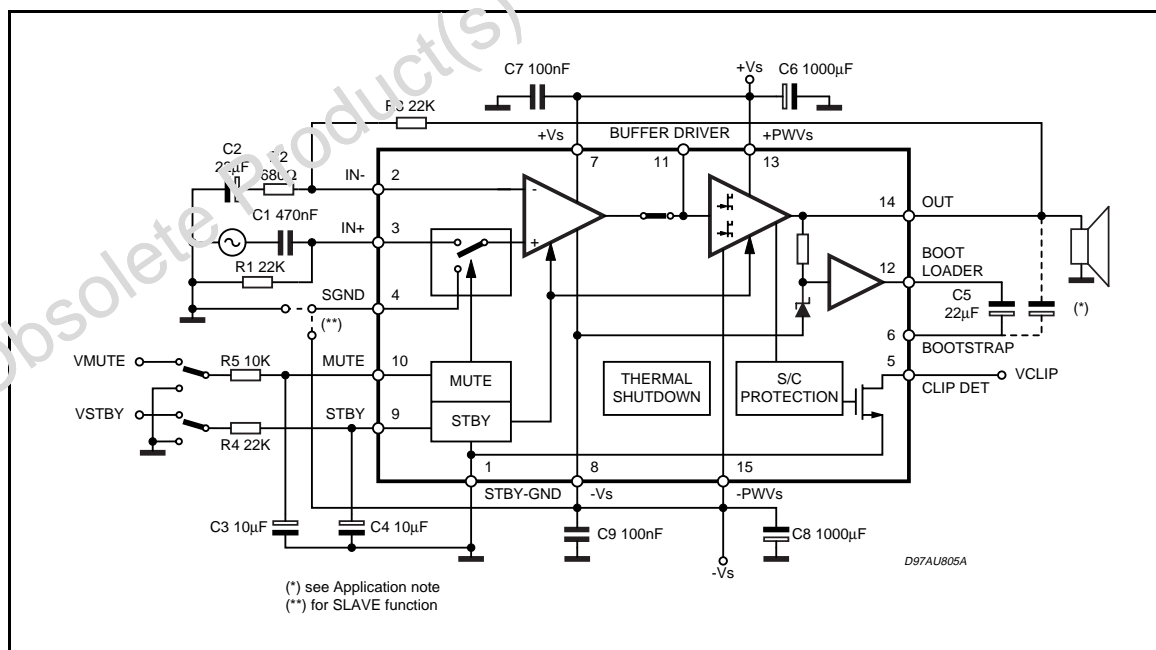 Obsolete Product(s)
C7 100nF
+Vs
C6 1000µF
R3 22K
+Vs
BUFFER DRIVER
+PWVs
7
11
13
C2
22µF
R2
680Ω
IN-
2
-
14
OUT
C1 470nF
IN+
3
+
R1 22K
SGND
4
(**)
12
BOOT
LOADER
C5
22µF
(*)
6
BOOTSTRAP
VMUTE
R5 10K
MUTE
10
MUTE
THERMAL
SHUTDOWN
S/C
PROTECTION
5
VCLIP
CLIP DET
VSTBY
R4 22K
STBY
9
STBY
1
8
15
STBY-GND
-Vs
-PWVs
C3 10µF
C4 10µF
C9 100nF
C8 1000µF
-Vs
D97AU805A
(*) see Application note
(**) for SLAVE function